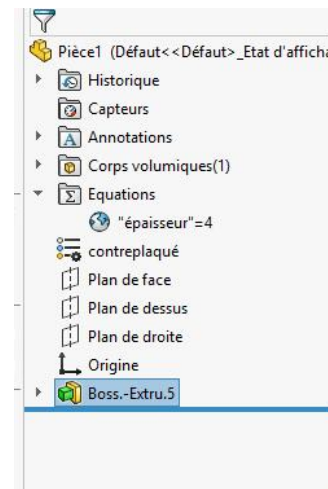 Pièce1 (Défaut<<Défaut>_Etat d'afficha
Historique
Capteurs
Annotations
Corps volumiques(1)
Equations
"épaisseur"=4
contreplaqué
Plan de face
Plan de dessus
Plan de droite
Origine
Boss.-Extru.5